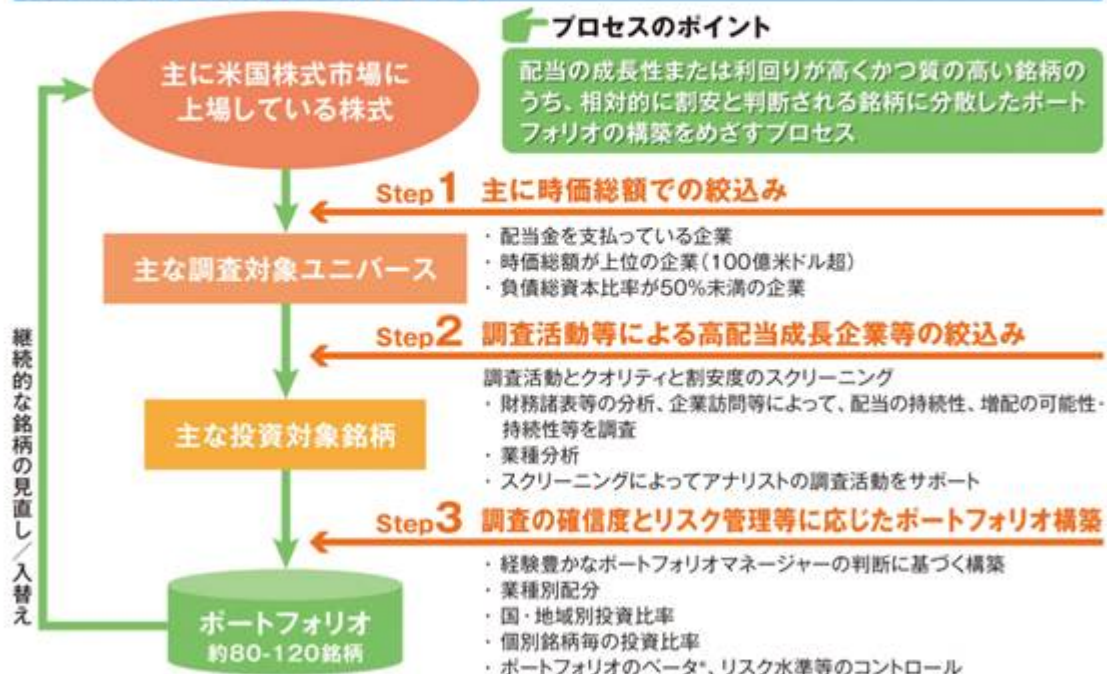 プロセスのポイント
主に米国株式市場に
上場している株式
配当の成長性または利回りが高くかつ質の高い銘柄の
うち、相対的に割安と判断される銘柄に分散したポート
フォリオの構築をめざすプロセス
Step1 主に時価総額での絞込み
主な調査対象ユニバース
・配当金を支払っている企業
・時価総額が上位の企業(100億米ドル超)
・負債総資本比率が50%未満の企業
Step2 調査活動等による高配当成長企業等の絞込み
主な投資対象銘柄
調査活動とクオリティと割安度のスクリーニング
・財務諸表等の分析、企業訪問等によって、配当の持続性、増配の可能性・
持続性等を調査
・業種分析
・スクリーニングによってアナリストの調査活動をサポート
Step3 調査の確信度とリスク管理等に応じたポートフォリオ構築
ポートフォリオ
約80-120銘柄
・経験豊かなポートフォリオマネージャーの判断に基づく構築
・業種別配分
・国・地域別投資比率
・個別銘柄毎の投資比率
・ポートフォリオのベータ*、リスク水準等のコントロール
継続的な銘柄の見直し/入替え